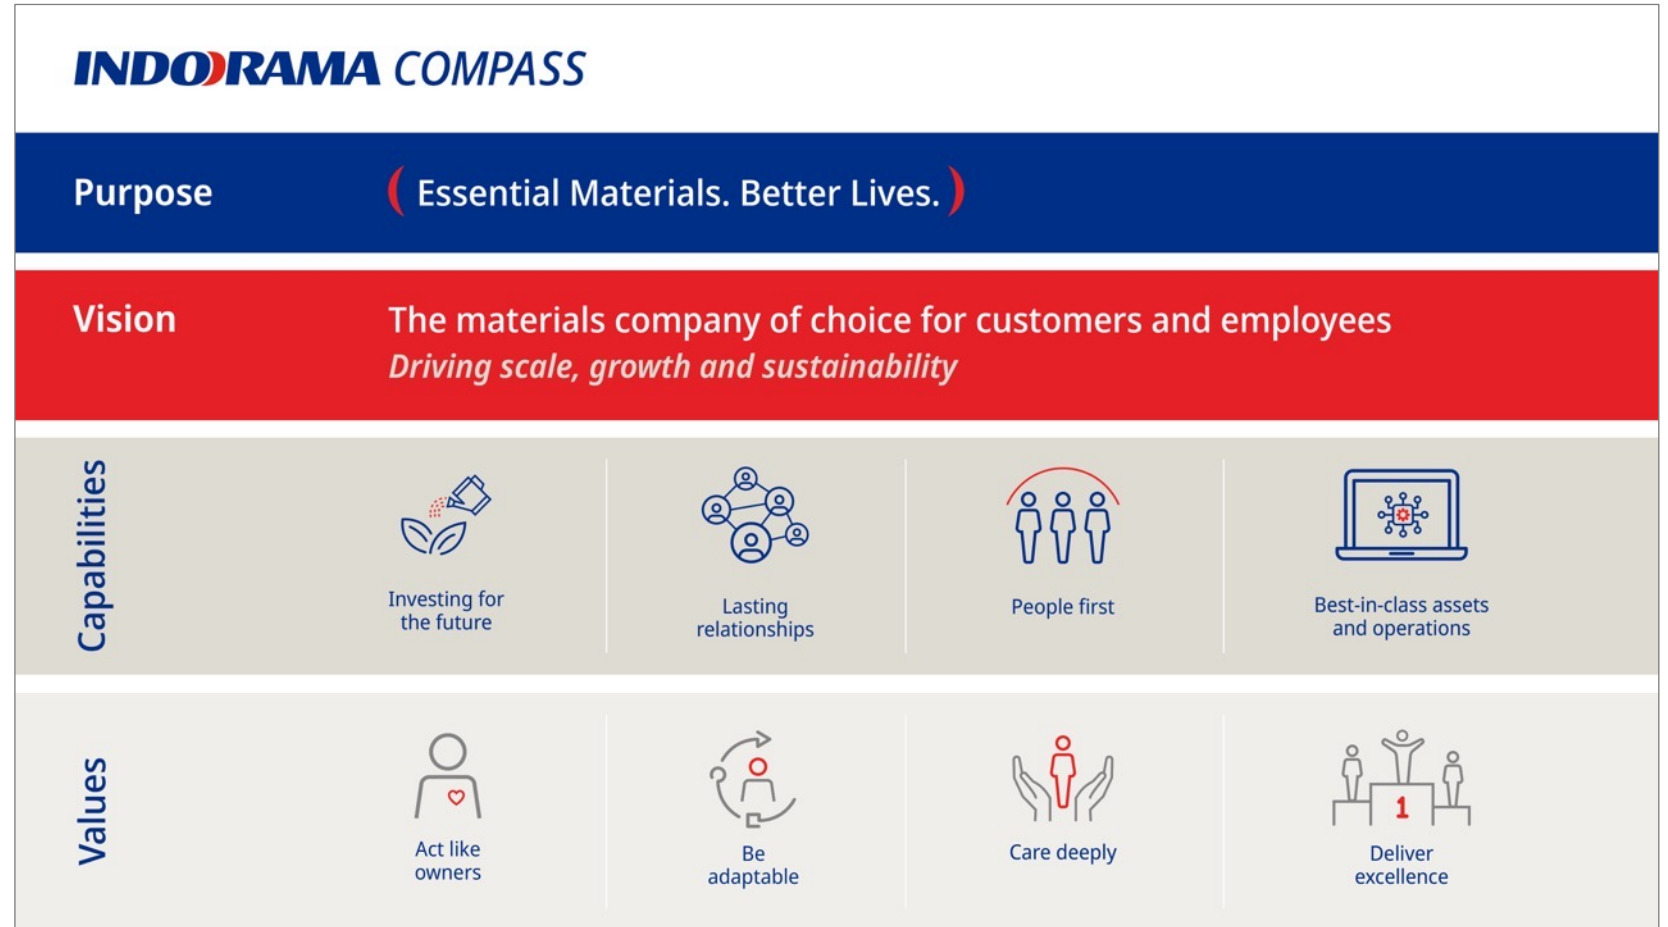 INDORAMA COMPASS
Purpose
Essential Materials. Better Lives.
Vision
The materials company of choice for customers and employees
Driving scale, growth and sustainability
Capabilities
Investing for
the future
Lasting
relationships
People first
Best-in-class assets
and operations
Values
Act like
owners
Be
adaptable
Care deeply
1
Deliver
excellence